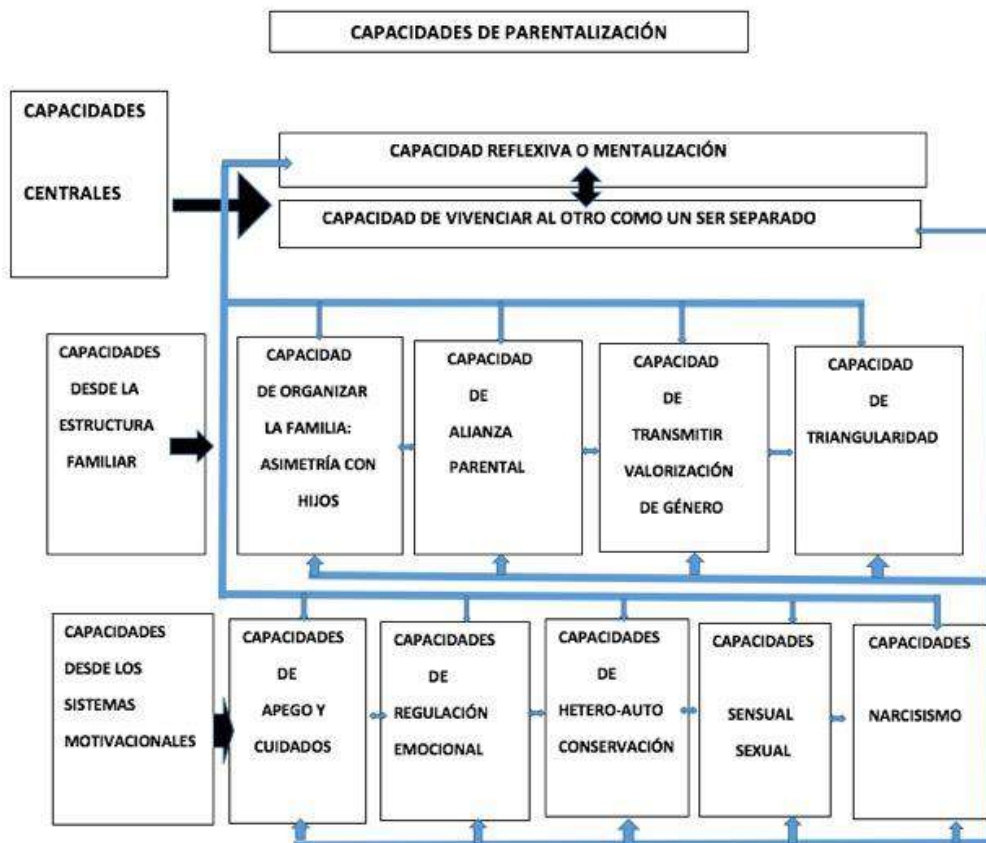 CAPACIDADES DE PARENTALIZACIÓN
CAPACIDADES
CENTRALES
CAPACIDAD REFLEXIVA O MENTALIZACIÓN
CAPACIDAD DE VIVENCIAR AL OTRO COMO UN SER SEPARADO
CAPACIDADES
DESDE LA
ESTRUCTURA
FAMILIAR
CAPACIDAD
DE ORGANIZAR
LA FAMILIA:
ASIMETRÍA CON
HIJOS
CAPACIDAD
DE
ALIANZA
PARENTAL
CAPACIDAD
DE
TRANSMITIR
VALORIZACIÓN
DE GÉNERO
CAPACIDAD
DE
TRIANGULARIDAD
CAPACIDADES
DESDE LOS
SISTEMAS
MOTIVACIONALES
CAPACIDADES
DE
APEGO Y
CUIDADOS
CAPACIDADES
DE
REGULACIÓN
EMOCIONAL
CAPACIDADES
DE
HETERO-AUTO
CONSERVACIÓN
CAPACIDADES
SENSUAL
SEXUAL
CAPACIDADES
NARCISISMO